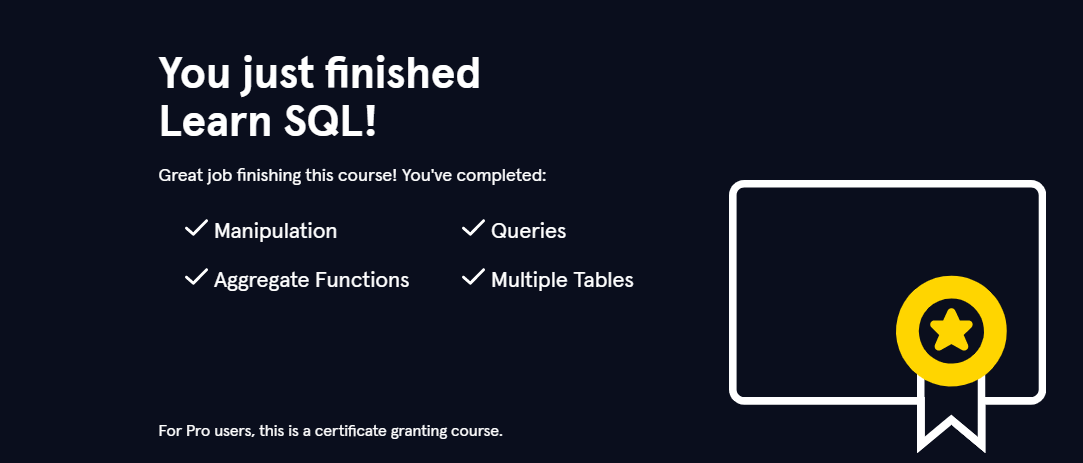 You just finished
Learn SQL!
Great job finishing this course! You've completed:
Manipulation
Queries
Aggregate Functions
Multiple Tables
For Pro users, this is a certificate granting course.